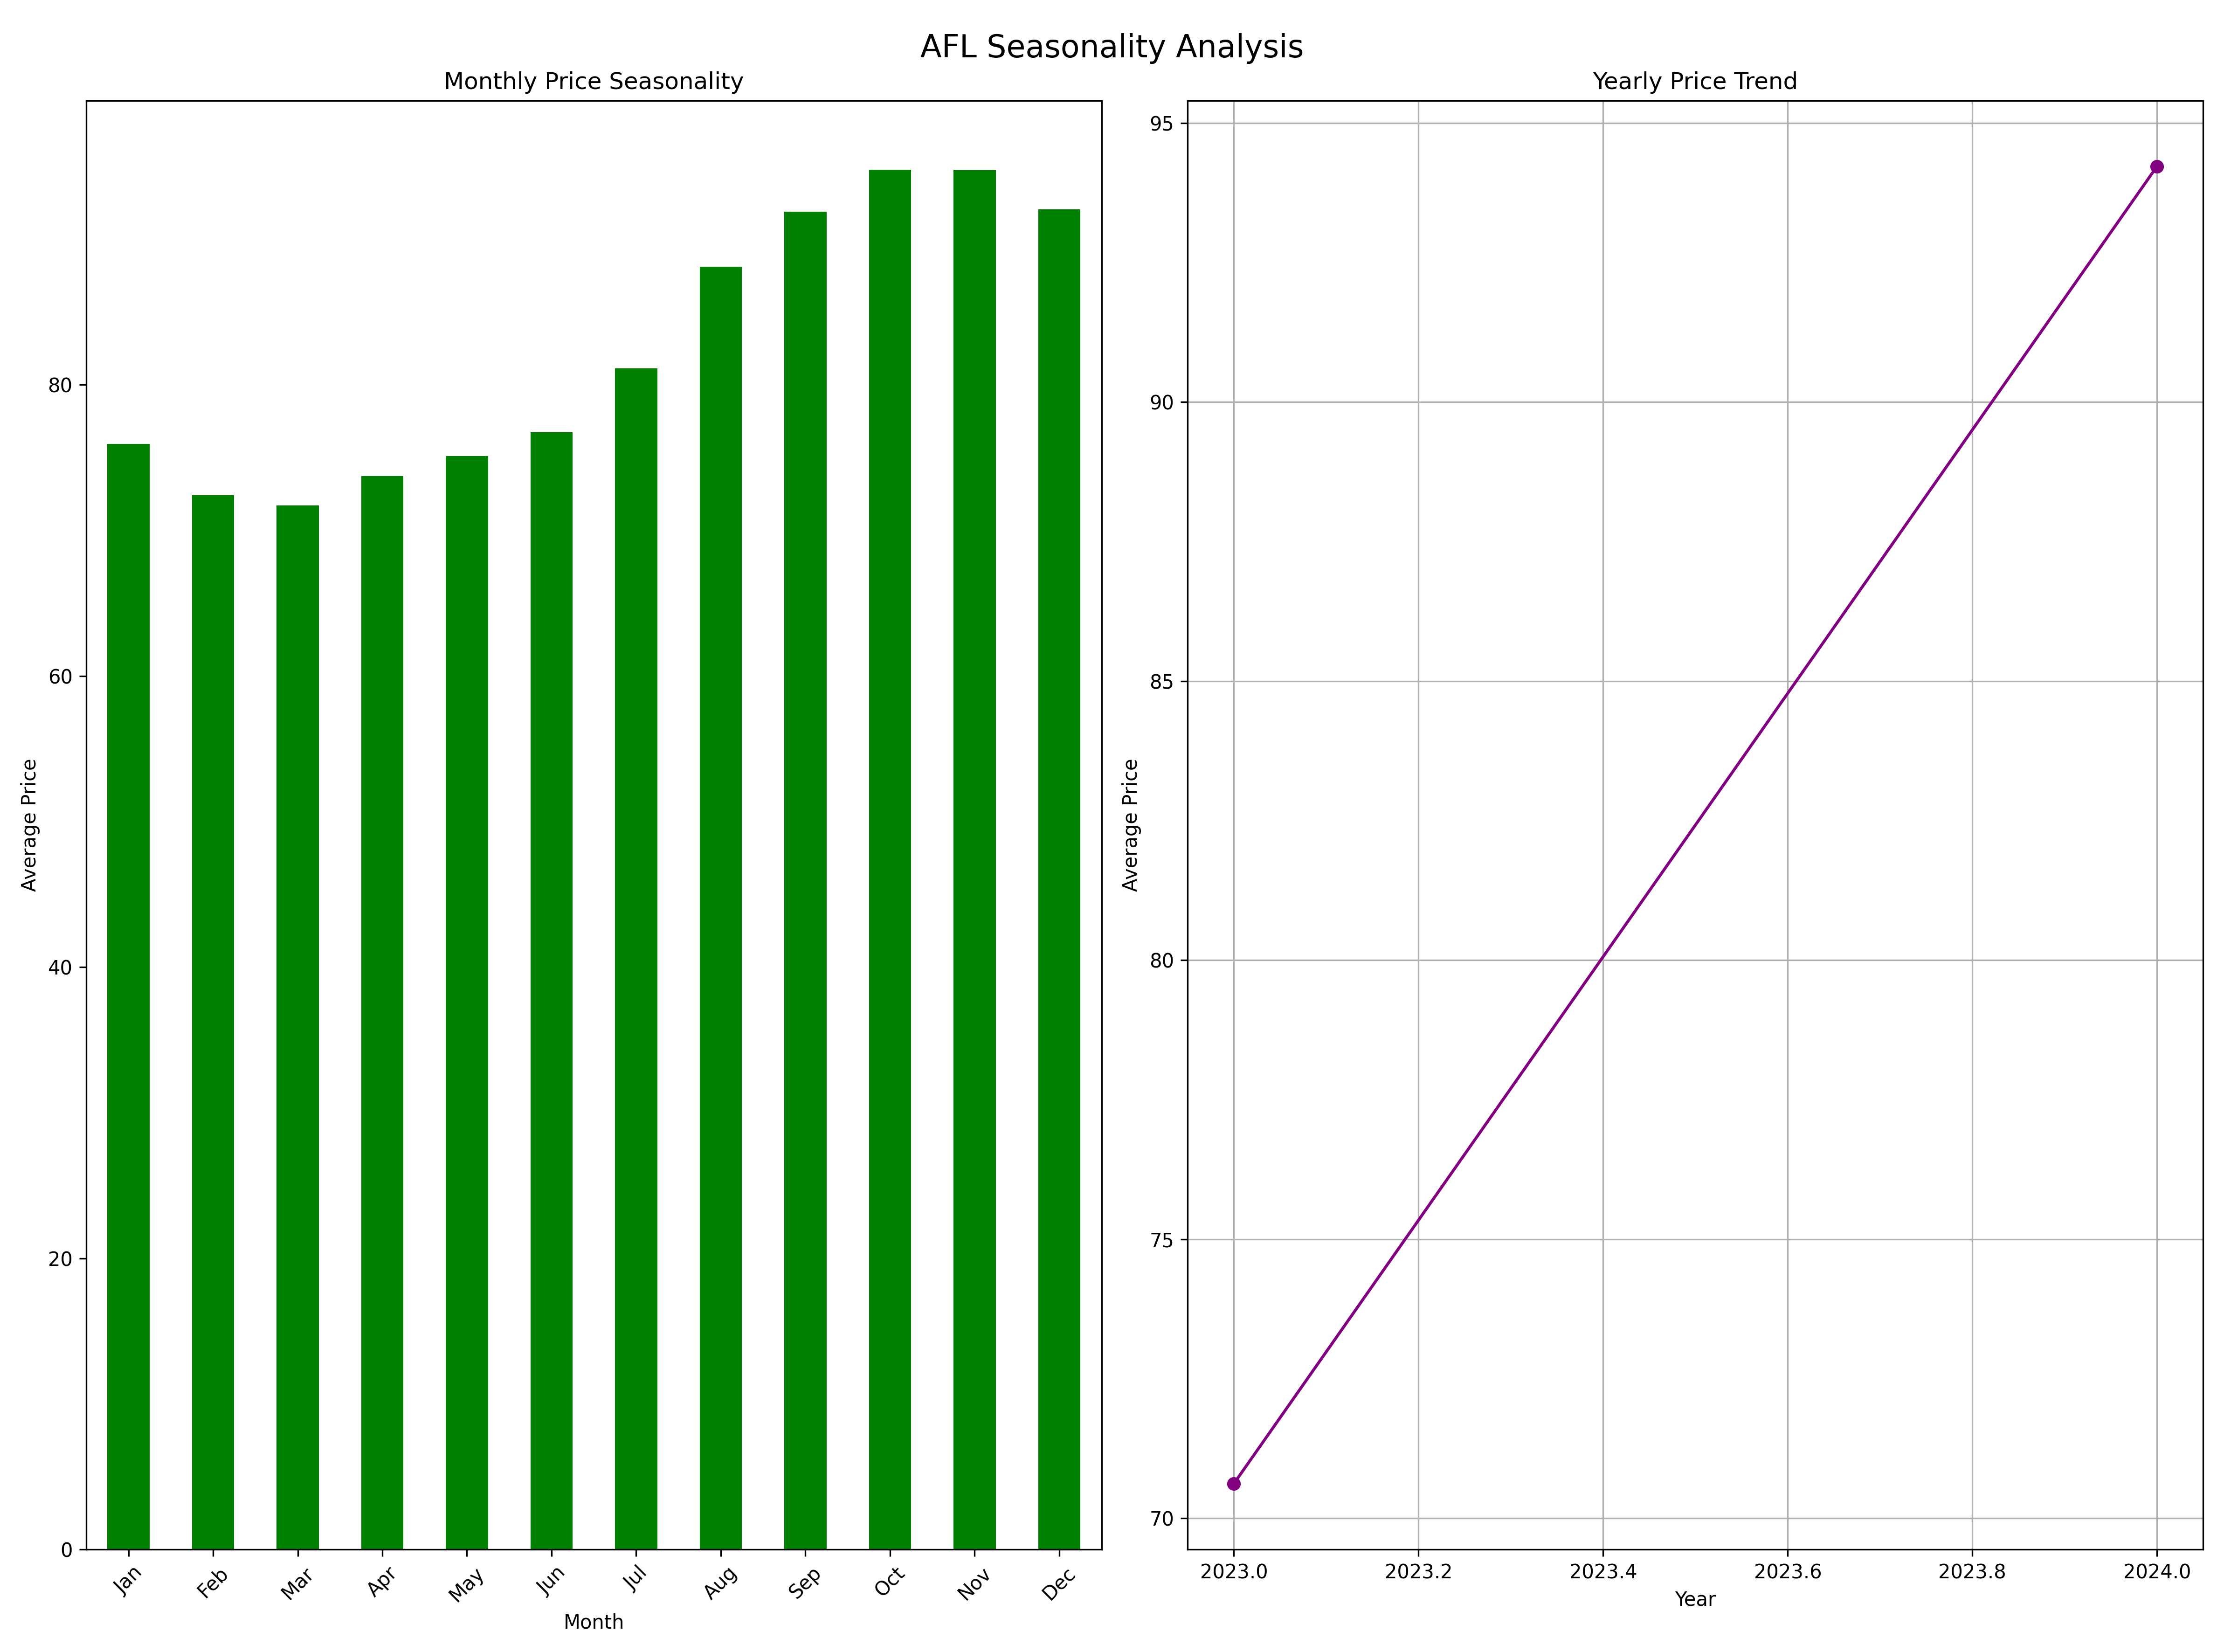 AFL Seasonality Analysis
Monthly Price Seasonality
Average Price
80
60
40
20
0
Jan Feb Mar Apr May Jun Jul Aug Sep Oct Nov Dec
Month
Yearly Price Trend
Average Price
95
90
85
80
75
70
2023.0 2023.2 2023.4 2023.6 2023.8 2024.0
Year